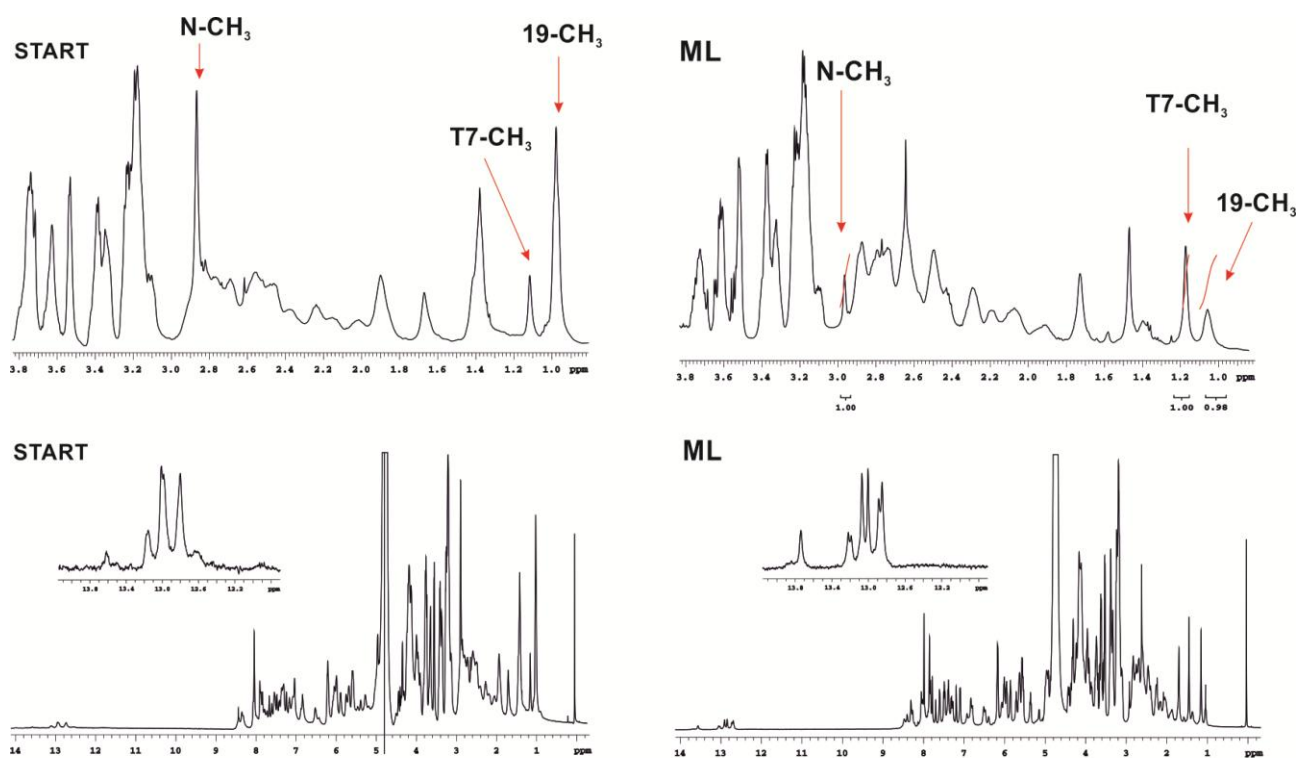 START
N-CH3
T7-CH3
19-CH3
3.8 3.6 3.4 3.2 3.0 2.8 2.6 2.4 2.2 2.0 1.8 1.6 1.4 1.2 1.0 ppm
ML
N-CH3
T7-CH3
19-CH3
3.8 3.6 3.4 3.2 3.0 2.8 2.6 2.4 2.2 2.0 1.8 1.6 1.4 1.2 1.0 ppm
1.00 1.00 0.98
START
13.8 13.4 13.0 12.6 12.2 ppm
14 13 12 11 10 9 8 7 6 5 4 3 2 1 ppm
ML
13.8 13.4 13.0 12.6 12.2 ppm
14 13 12 11 10 9 8 7 6 5 4 3 2 1 ppm